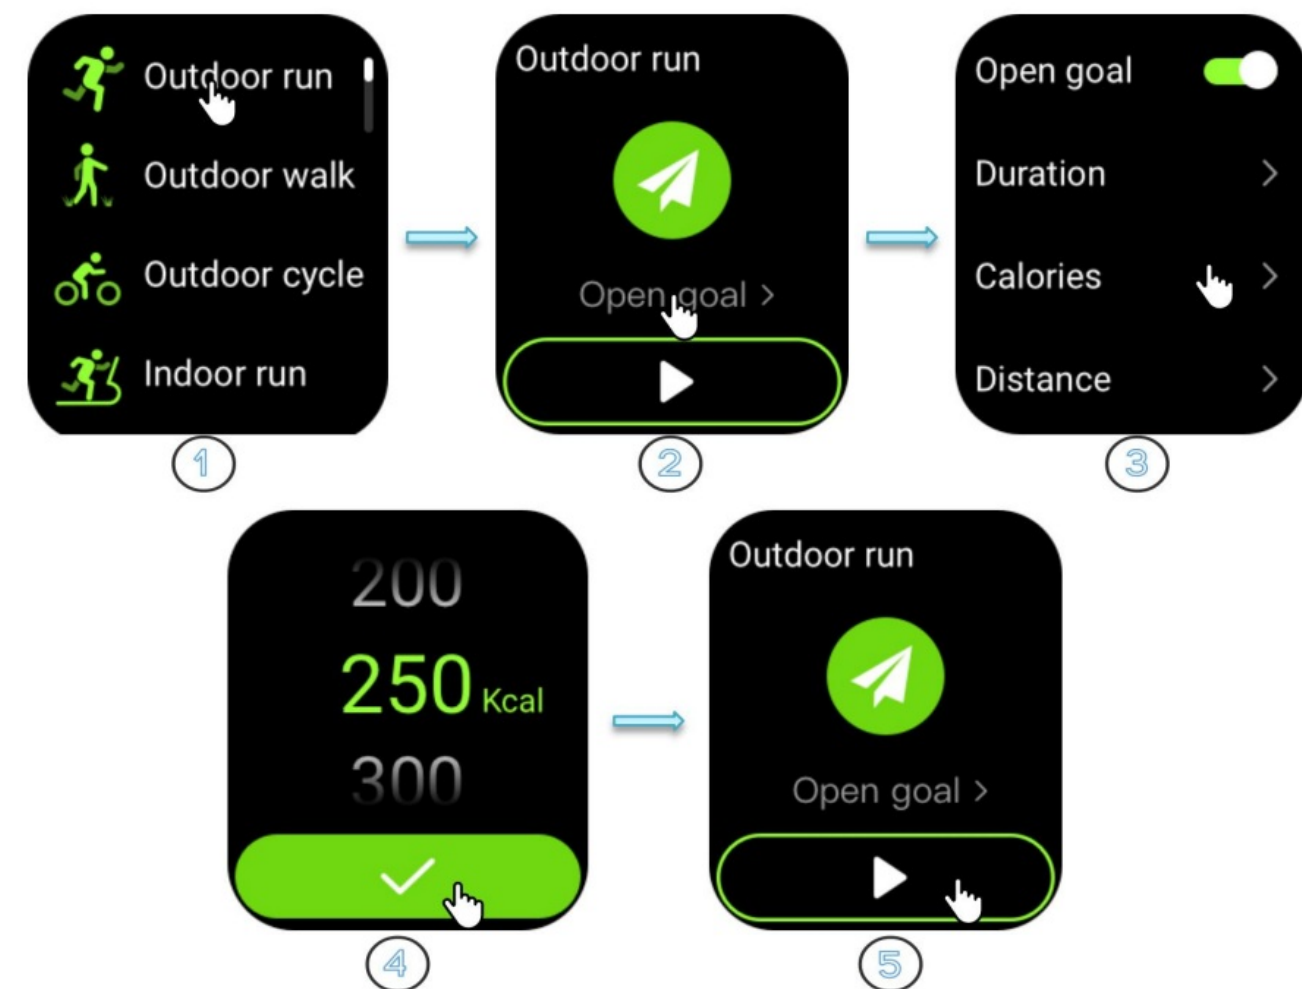 Outdoor run
Outdoor walk
Outdoor cycle
Indoor run
1
Outdoor run
Open goal >
2
Open goal
Duration >
Calories >
Distance >
3
200
250 Kcal
300
4
Outdoor run
Open goal >
5